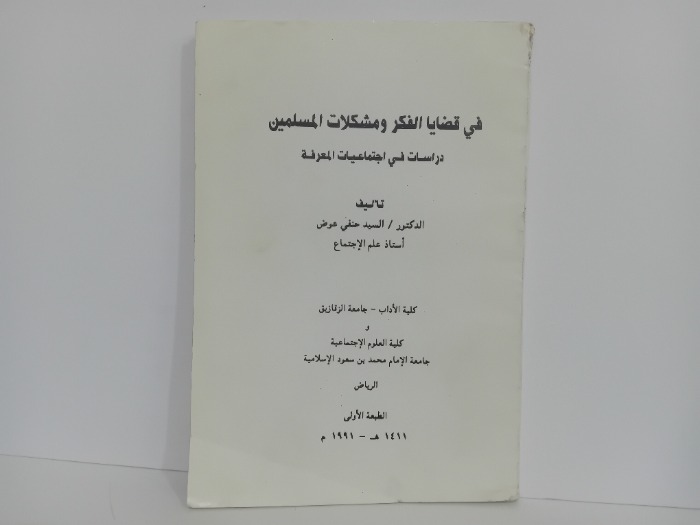 في قضايا الفكر ومشكلات المسلمين
دراسات في اجتماعيات المعرفة
تأليف
الدكتور / السيد حنفي عوض
أستاذ علم الإجتماع
كلية الأداب - جامعة الزقازيق
و
كلية العلوم الإجتماعية
جامعة الإمام محمد بن سعود الإسلامية
الرياض
الطبعة الأولى
١٤١١ هـ - ١٩٩١ م